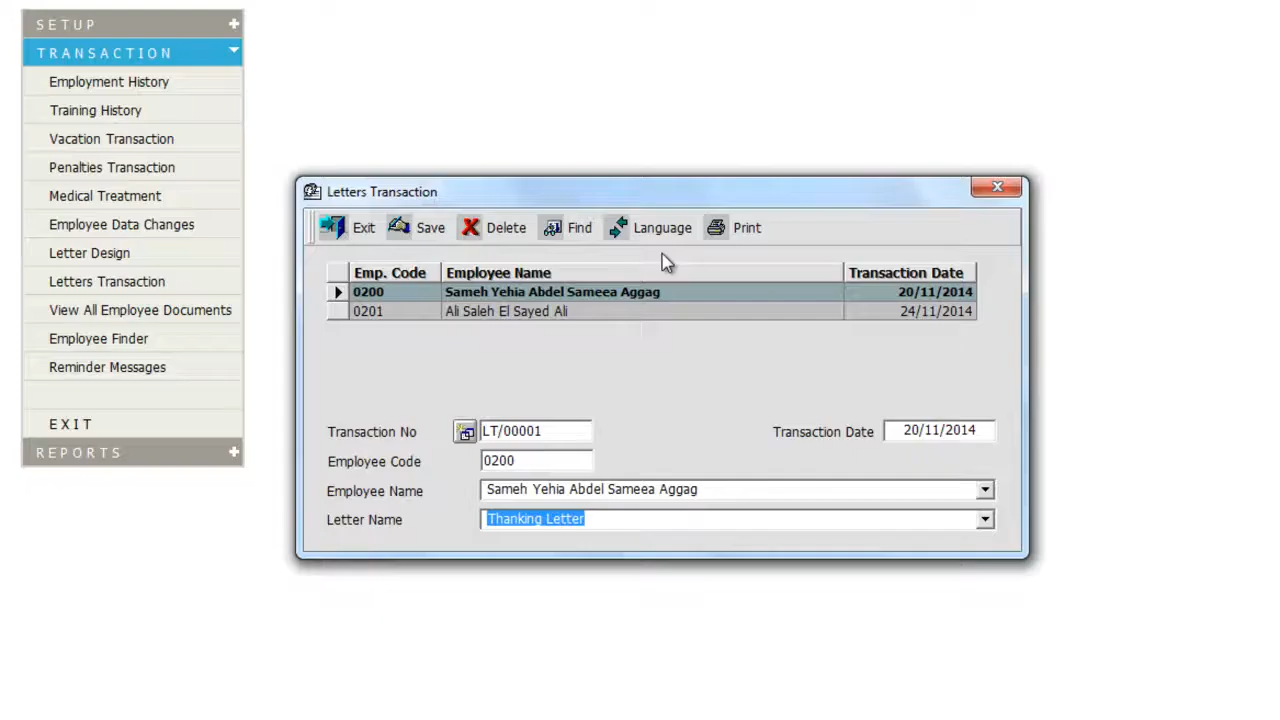 SETUP
TRANSACTION
Employment History
Training History
Vacation Transaction
Penalties Transaction
Medical Treatment
Employee Data Changes
Letter Design
Letters Transaction
View All Employee Documents
Employee Finder
Reminder Messages
EXIT
REPORTS
Letters Transaction
Exit Save Delete Find Language Print
Emp. Code Employee Name Transaction Date
0200 Sameh Yehia Abdel Sameea Aggag 20/11/2014
0201 Ali Saleh El Sayed Ali 24/11/2014
Transaction No LT/00001 Transaction Date 20/11/2014
Employee Code 0200
Employee Name Sameh Yehia Abdel Sameea Aggag
Letter Name Thanking Letter